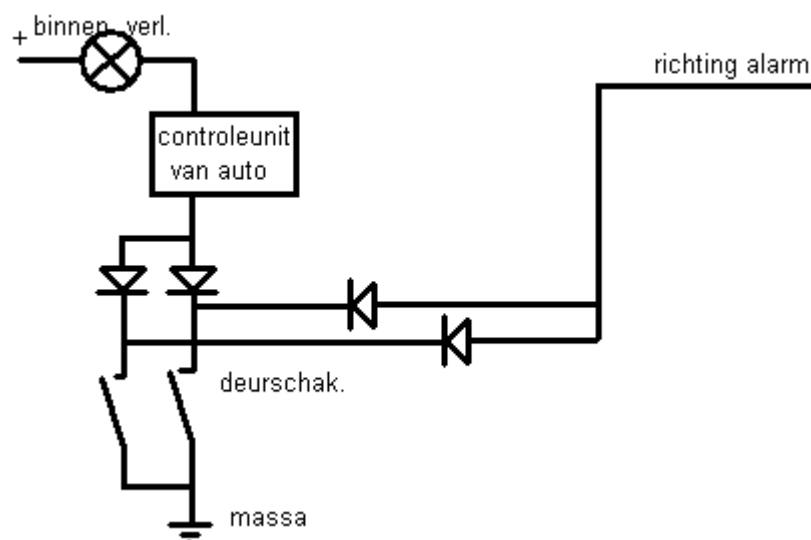 binnen verl.
+
richting alarm
controleunit
van auto
deurschak.
massa